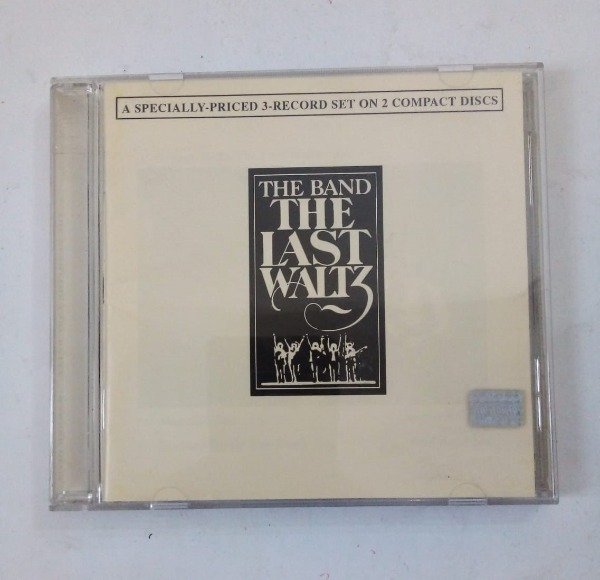 A SPECIALLY-PRICED 3-RECORD SET ON 2 COMPACT DISCS
THE BAND
THE
LAST
WALTZ